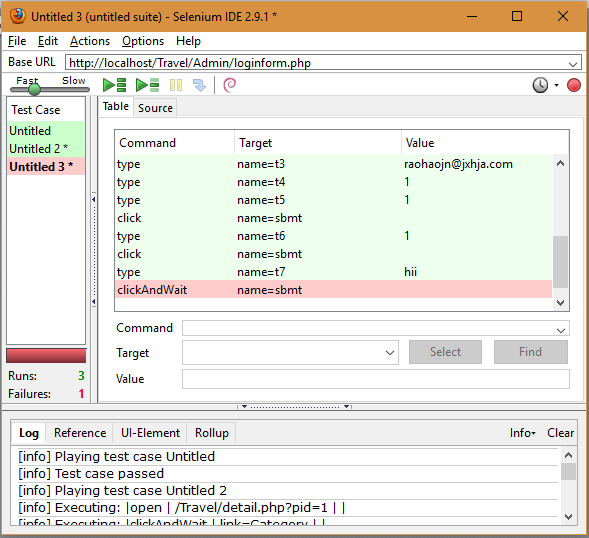 Untitled 3 (untitled suite) - Selenium IDE 2.9.1 *
File Edit Actions Options Help
Base URL http://localhost/Travel/Admin/loginform.php
Fast Slow
Test Case
Untitled
Untitled 2 *
Untitled 3 *
Runs: 3
Failures: 1
Table Source
Command Target Value
type name=t3 raohaojn@jxhja.com
type name=t4 1
type name=t5 1
click name=sbmt
type name=t6 1
click name=sbmt
type name=t7 hii
clickAndWait name=sbmt
Command
Target Select Find
Value
Log Reference UI-Element Rollup Info Clear
[info] Playing test case Untitled
[info] Test case passed
[info] Playing test case Untitled 2
[info] Executing: |open | /Travel/detail.php?pid=1 | |
[info] Executing: |clickAndWait | link=Category | |